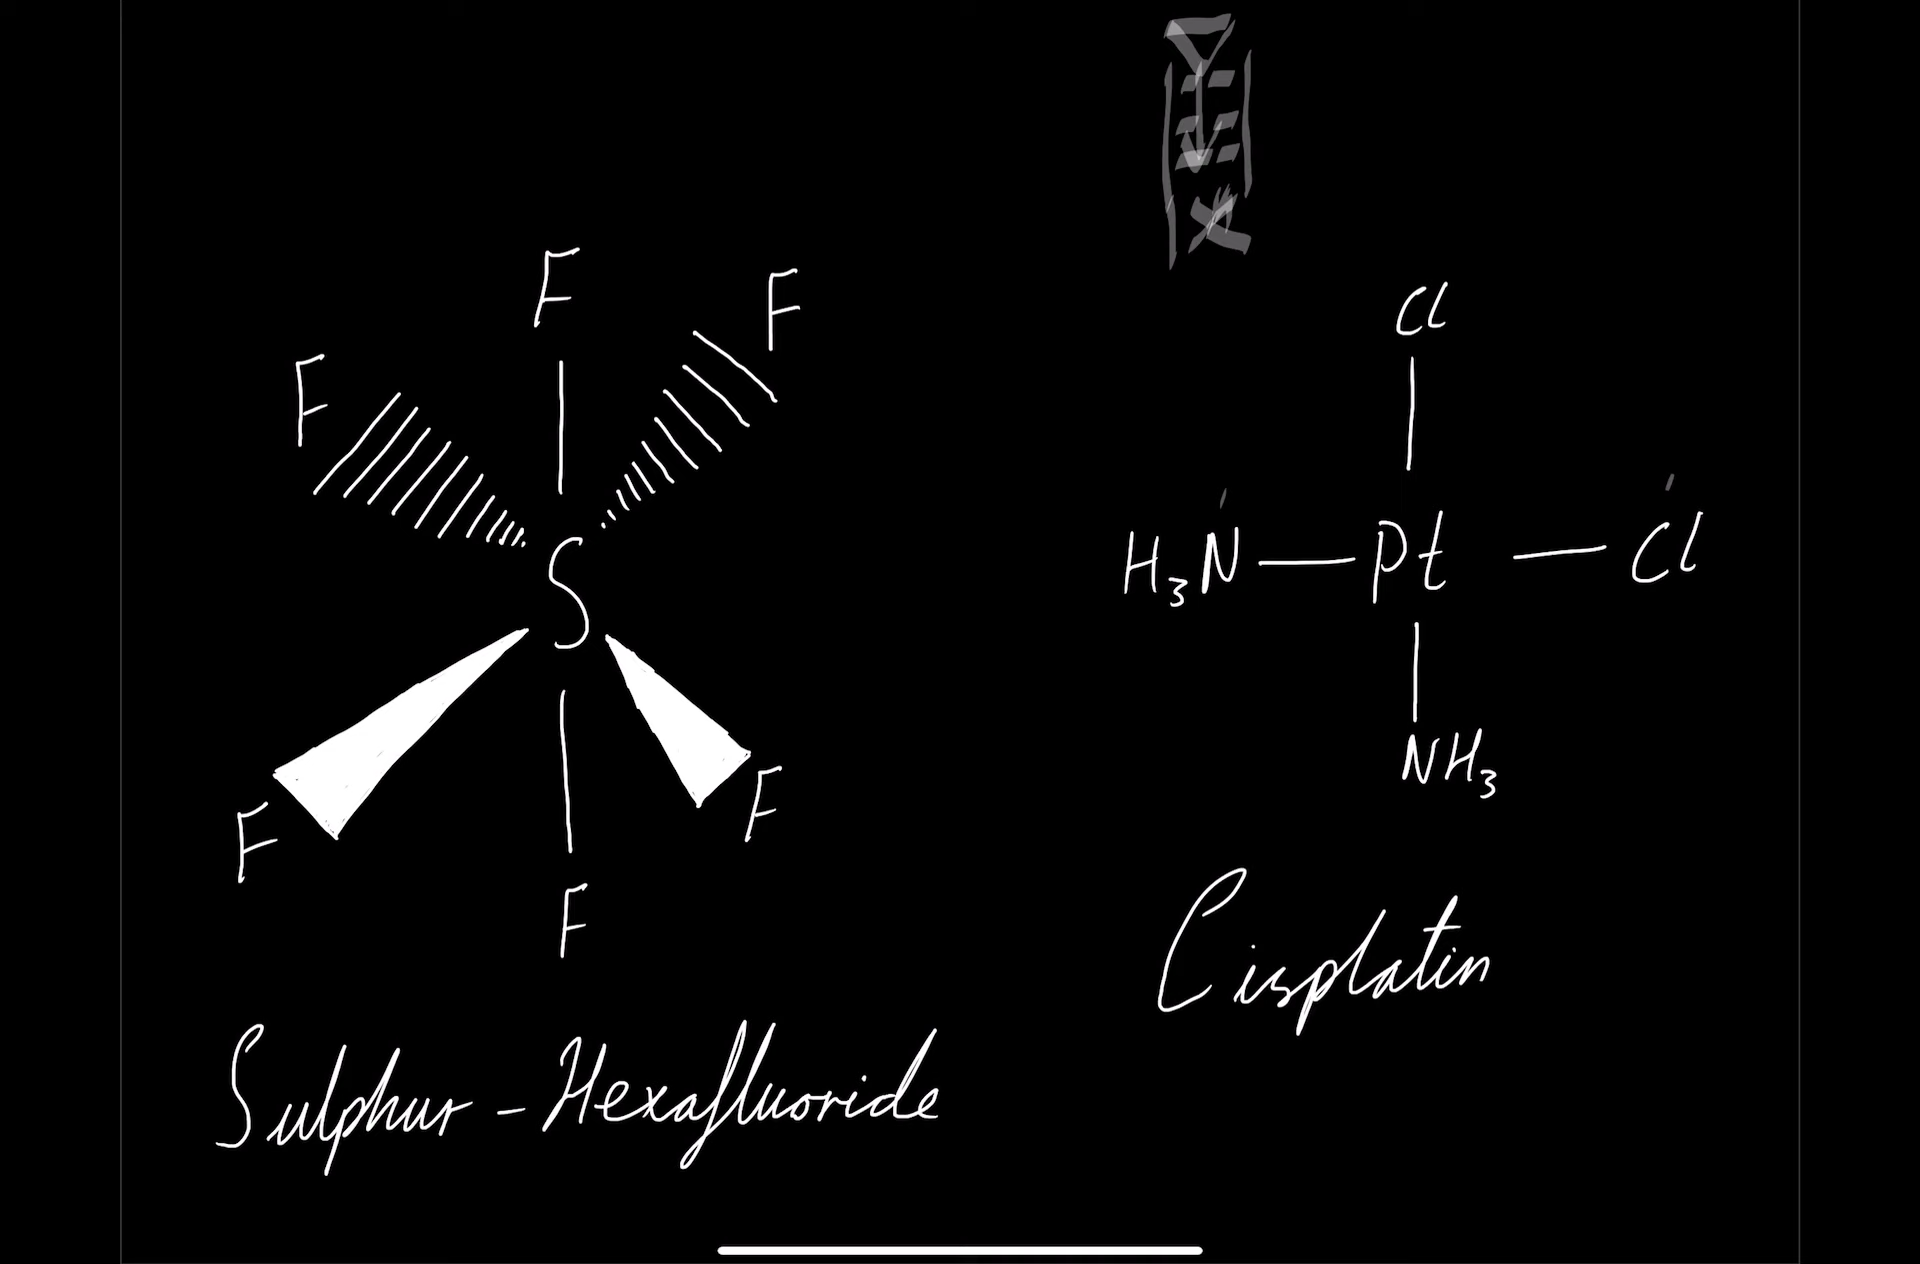 F
F
F
S
F
F
F
Sulphur - Hexafluoride
Cl
H₃N — Pt — Cl
NH₃
Cisplatin